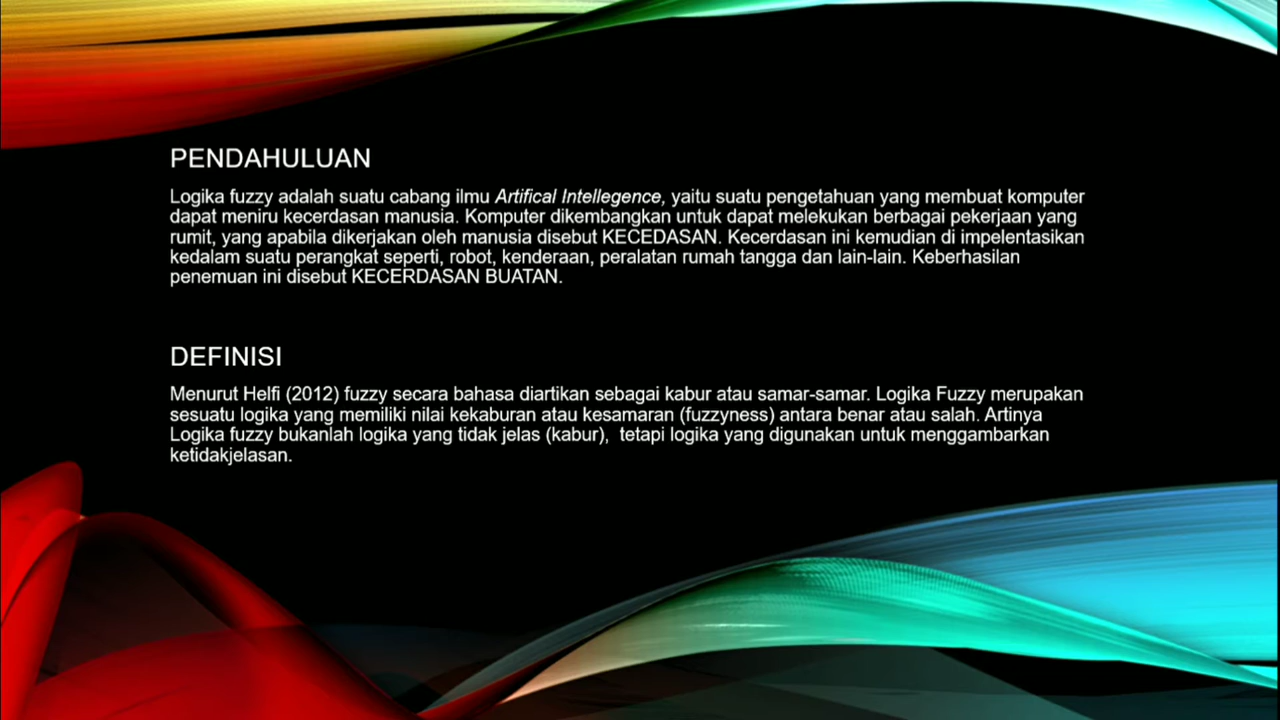 PENDAHULUAN
Logika fuzzy adalah suatu cabang ilmu Artifical Intellegence, yaitu suatu pengetahuan yang membuat komputer
dapat meniru kecerdasan manusia. Komputer dikembangkan untuk dapat melekukan berbagai pekerjaan yang
rumit, yang apabila dikerjakan oleh manusia disebut KECEDASAN. Kecerdasan ini kemudian di impelentasikan
kedalam suatu perangkat seperti, robot, kenderaan, peralatan rumah tangga dan lain-lain. Keberhasilan
penemuan ini disebut KECERDASAN BUATAN.
DEFINISI
Menurut Helfi (2012) fuzzy secara bahasa diartikan sebagai kabur atau samar-samar. Logika Fuzzy merupakan
sesuatu logika yang memiliki nilai kekaburan atau kesamaran (fuzzyness) antara benar atau salah. Artinya
Logika fuzzy bukanlah logika yang tidak jelas (kabur), tetapi logika yang digunakan untuk menggambarkan
ketidakjelasan.